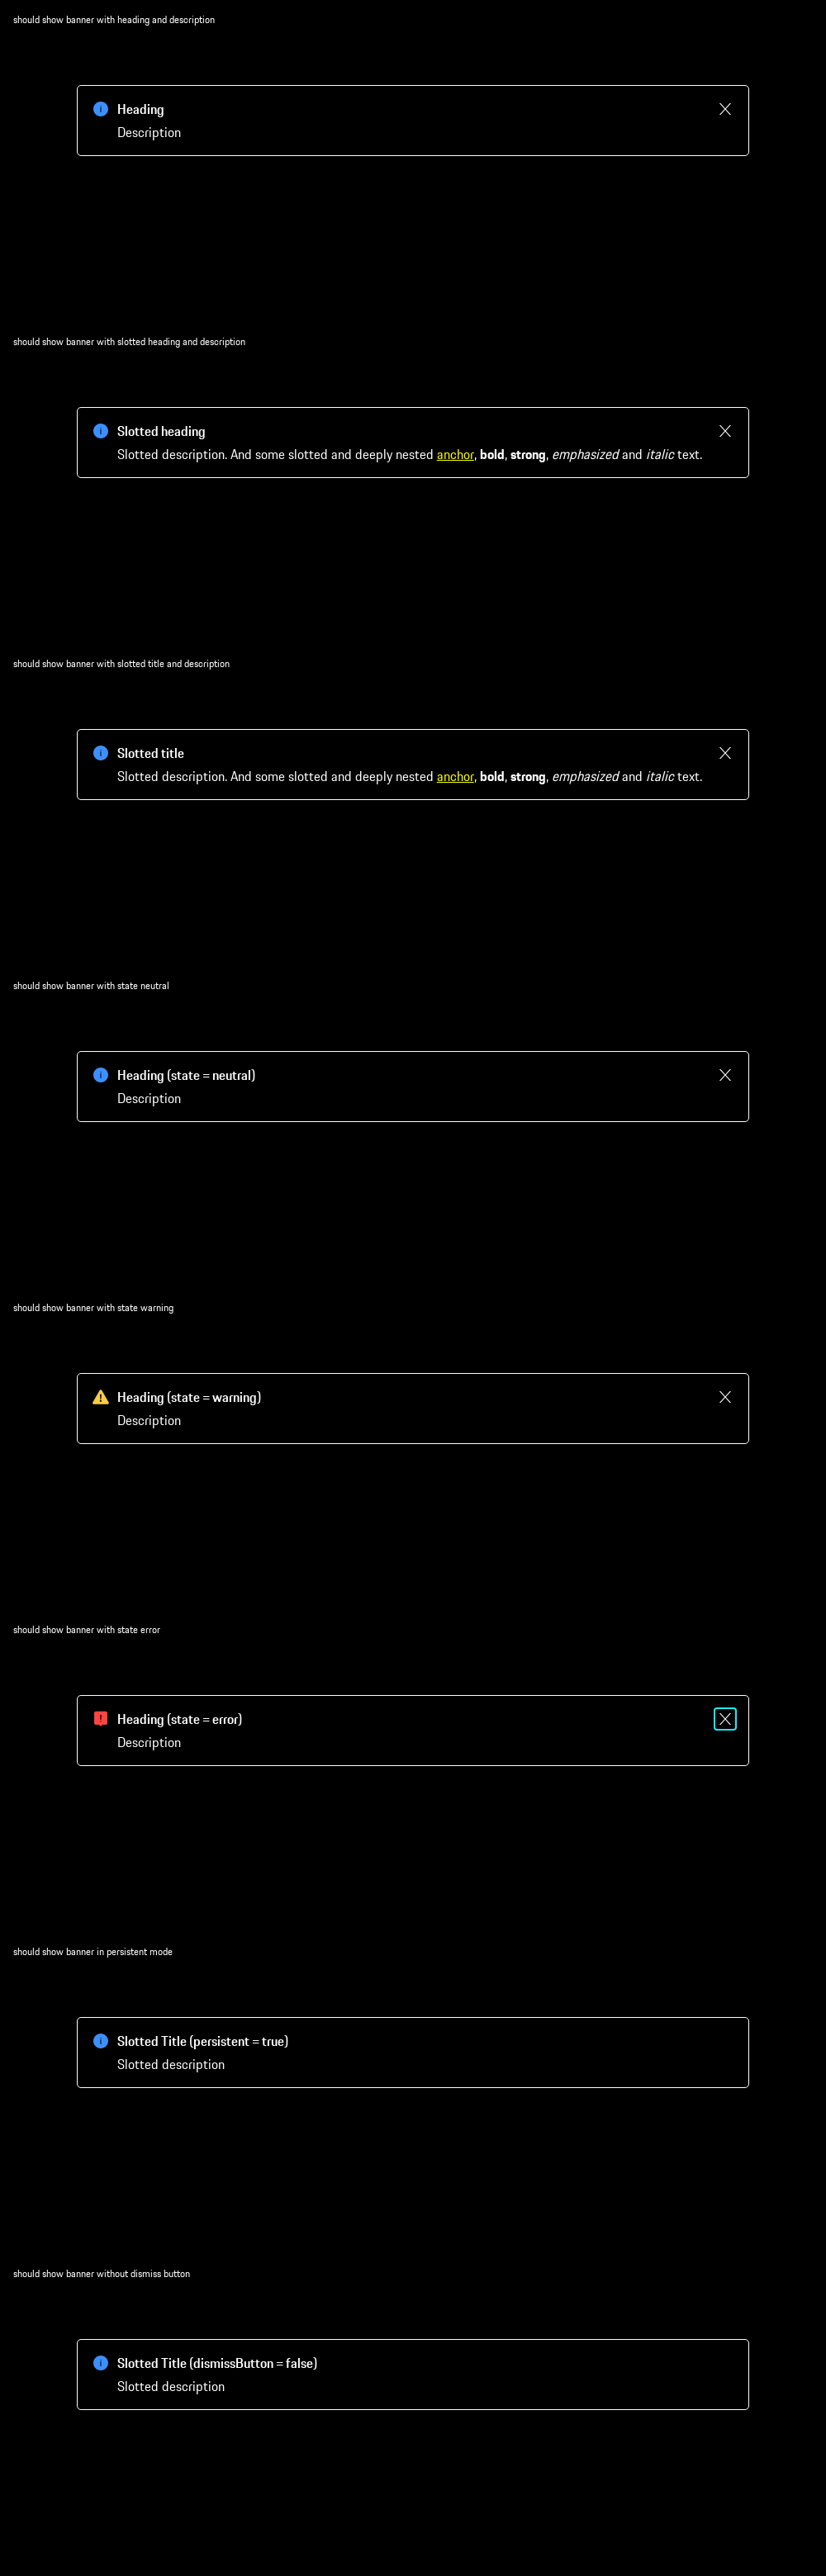 should show banner with heading and description
Heading
Description
should show banner with slotted heading and description
Slotted heading
Slotted description. And some slotted and deeply nested anchor, bold, strong, emphasized and italic text.
should show banner with slotted title and description
Slotted title
Slotted description. And some slotted and deeply nested anchor, bold, strong, emphasized and italic text.
should show banner with state neutral
Heading (state = neutral)
Description
should show banner with state warning
Heading (state = warning)
Description
should show banner with state error
Heading (state = error)
Description
should show banner in persistent mode
Slotted Title (persistent = true)
Slotted description
should show banner without dismiss button
Slotted Title (dismissButton = false)
Slotted description